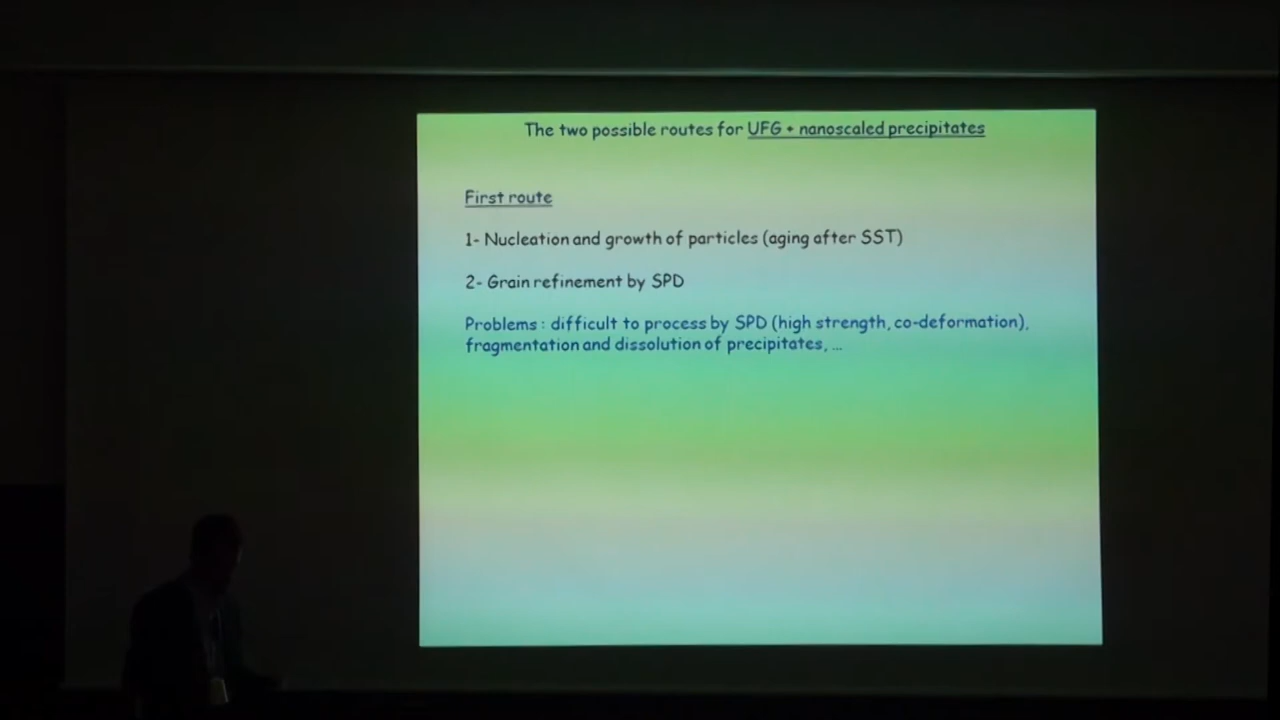 The two possible routes for UFG + nanoscaled precipitates
First route
1- Nucleation and growth of particles (aging after SST)
2- Grain refinement by SPD
Problems : difficult to process by SPD (high strength, co-deformation),
fragmentation and dissolution of precipitates, ...